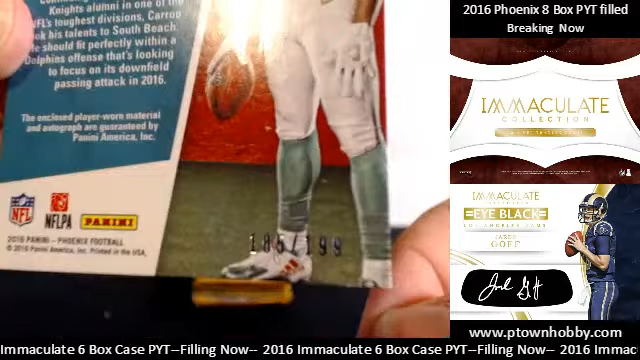 Knights alumni in one of the
NFL's toughest divisions, Carroo
his talents to South Beach.
should fit perfectly within a
Dolphins offense that's looking
to focus on its downfield
passing attack in 2016.
The enclosed player-worn material
and autograph are guaranteed by
Panini America, Inc.
NFL
NFLPA
PANINI
2016 PANINI – PHOENIX FOOTBALL
© 2016 Panini America, Inc. Printed in the USA.
185/199
2016 Phoenix 8 Box PYT filled
Breaking Now
IMMACULATE
COLLECTION
IMMACULATE
EYE BLACK
LOS ANGELES RAMS
JARED
GOFF
www.ptownhobby.com
Immaculate 6 Box Case PYT--Filling Now-- 2016 Immaculate 6 Box Case PYT--Filling Now-- 2016 Immac